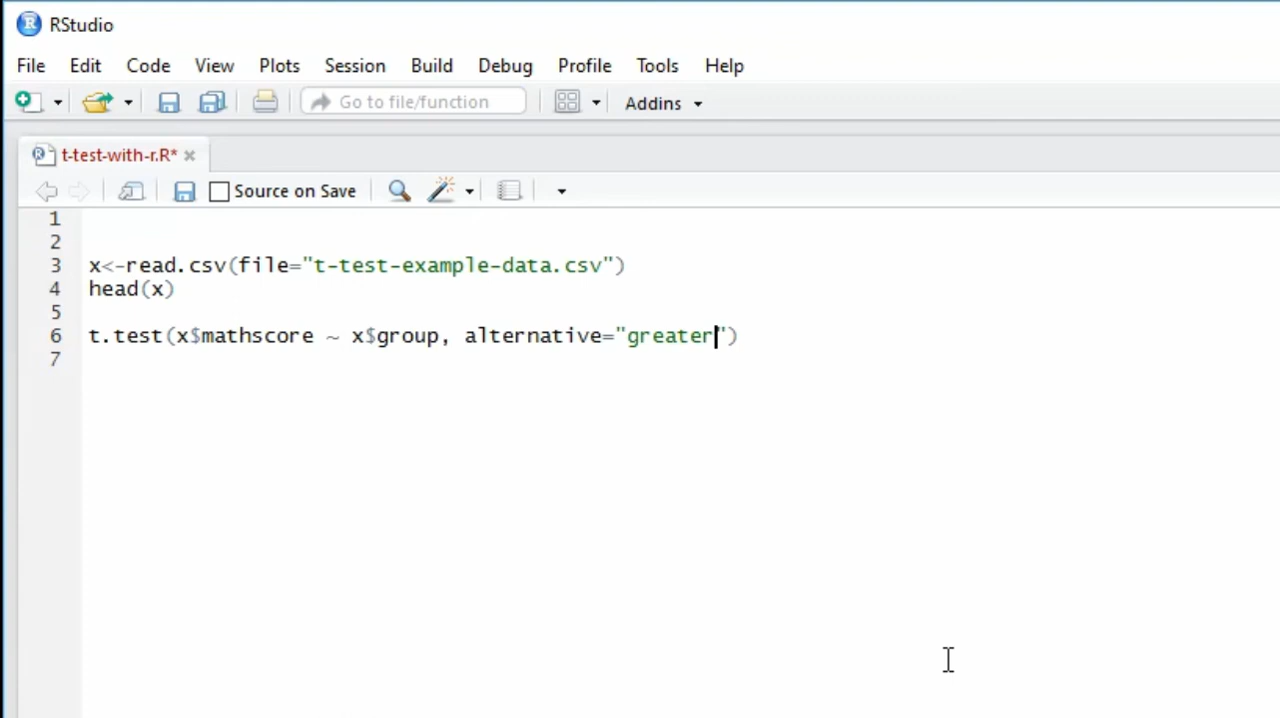 RStudio
File Edit Code View Plots Session Build Debug Profile Tools Help
Go to file/function Addins
t-test-with-r.R*
Source on Save
1
2
3 x<-read.csv(file="t-test-example-data.csv")
4 head(x)
5
6 t.test(x$mathscore ~ x$group, alternative="greater")
7